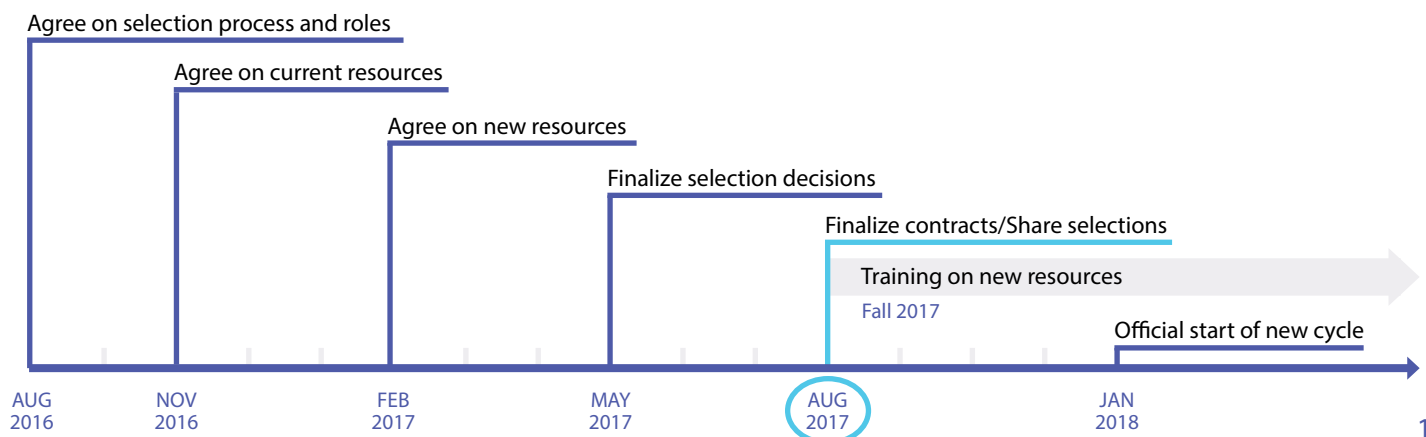 Agree on selection process and roles
Agree on current resources
Agree on new resources
Finalize selection decisions
Finalize contracts/Share selections
Training on new resources
Fall 2017
Official start of new cycle
AUG
2016
NOV
2016
FEB
2017
MAY
2017
AUG
2017
JAN
2018
1